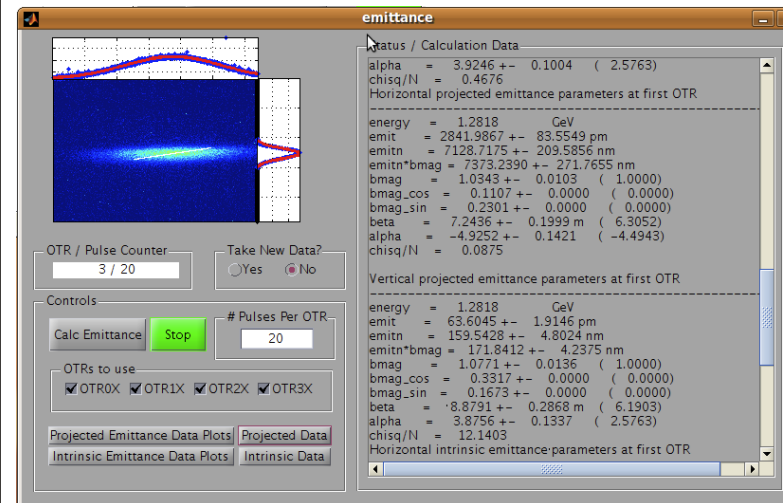 emittance
OTR / Pulse Counter
3 / 20
Take New Data?
Yes No
Controls
Calc Emittance Stop
# Pulses Per OTR
20
OTRs to use
OTR0X OTR1X OTR2X OTR3X
Projected Emittance Data Plots Projected Data
Intrinsic Emittance Data Plots Intrinsic Data
Status / Calculation Data
alpha = 3.9246 +- 0.1004 ( 2.5763)
chisq/N = 0.4676
Horizontal projected emittance parameters at first OTR
energy = 1.2818 GeV
emit = 2841.9867 +- 83.5549 pm
emitn = 7128.7175 +- 209.5856 nm
emitn*bmag = 7373.2390 +- 271.7655 nm
bmag = 1.0343 +- 0.0103 ( 1.0000)
bmag_cos = 0.1107 +- 0.0000 ( 0.0000)
bmag_sin = 0.2301 +- 0.0000 ( 0.0000)
beta = 7.2436 +- 0.1999 m ( 6.3052)
alpha = -4.9252 +- 0.1421 ( -4.4943)
chisq/N = 0.0875
Vertical projected emittance parameters at first OTR
energy = 1.2818 GeV
emit = 63.6045 +- 1.9146 pm
emitn = 159.5428 +- 4.8024 nm
emitn*bmag = 171.8412 +- 4.2375 nm
bmag = 1.0771 +- 0.0136 ( 1.0000)
bmag_cos = 0.3317 +- 0.0000 ( 0.0000)
bmag_sin = 0.1673 +- 0.0000 ( 0.0000)
beta = 8.8791 +- 0.2868 m ( 6.1903)
alpha = 3.8756 +- 0.1337 ( 2.5763)
chisq/N = 12.1403
Horizontal intrinsic emittance parameters at first OTR